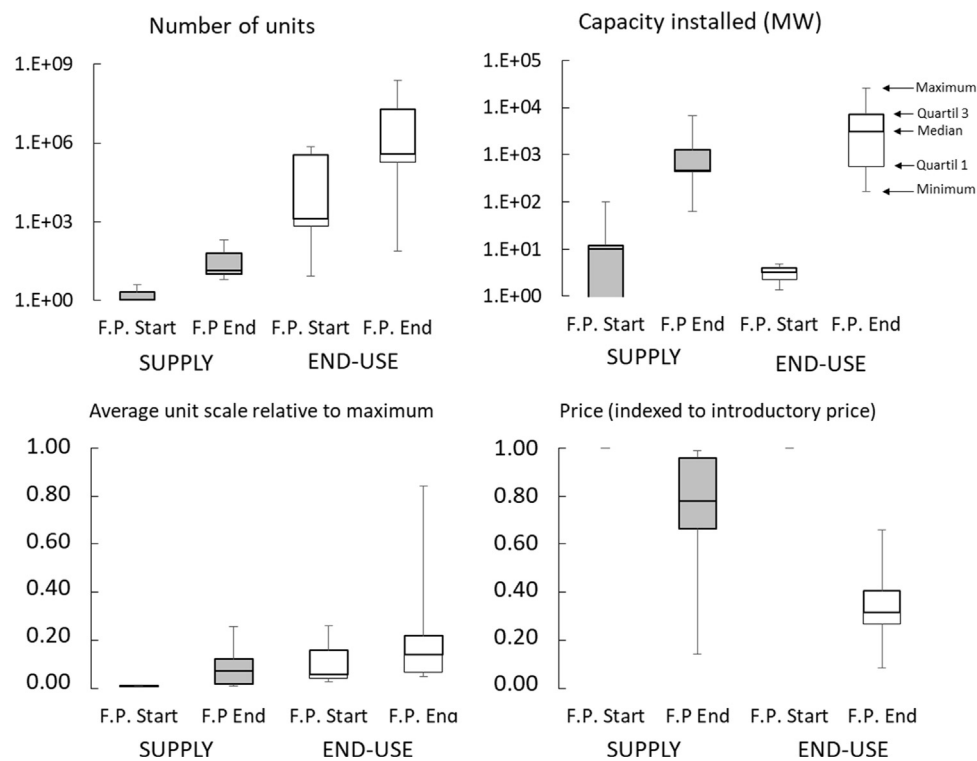 Number of units
1.E+09
1.E+06
1.E+03
1.E+00
F.P. Start F.P End F.P. Start F.P. End
SUPPLY END-USE
Capacity installed (MW)
1.E+05
1.E+04
1.E+03
1.E+02
1.E+01
1.E+00
Maximum
Quartil 3
Median
Quartil 1
Minimum
F.P. Start F.P End F.P. Start F.P. End
SUPPLY END-USE
Average unit scale relative to maximum
1.00
0.80
0.60
0.40
0.20
0.00
F.P. Start F.P End F.P. Start F.P. End
SUPPLY END-USE
Price (indexed to introductory price)
1.00
0.80
0.60
0.40
0.20
0.00
F.P. Start F.P End F.P. Start F.P. End
SUPPLY END-USE